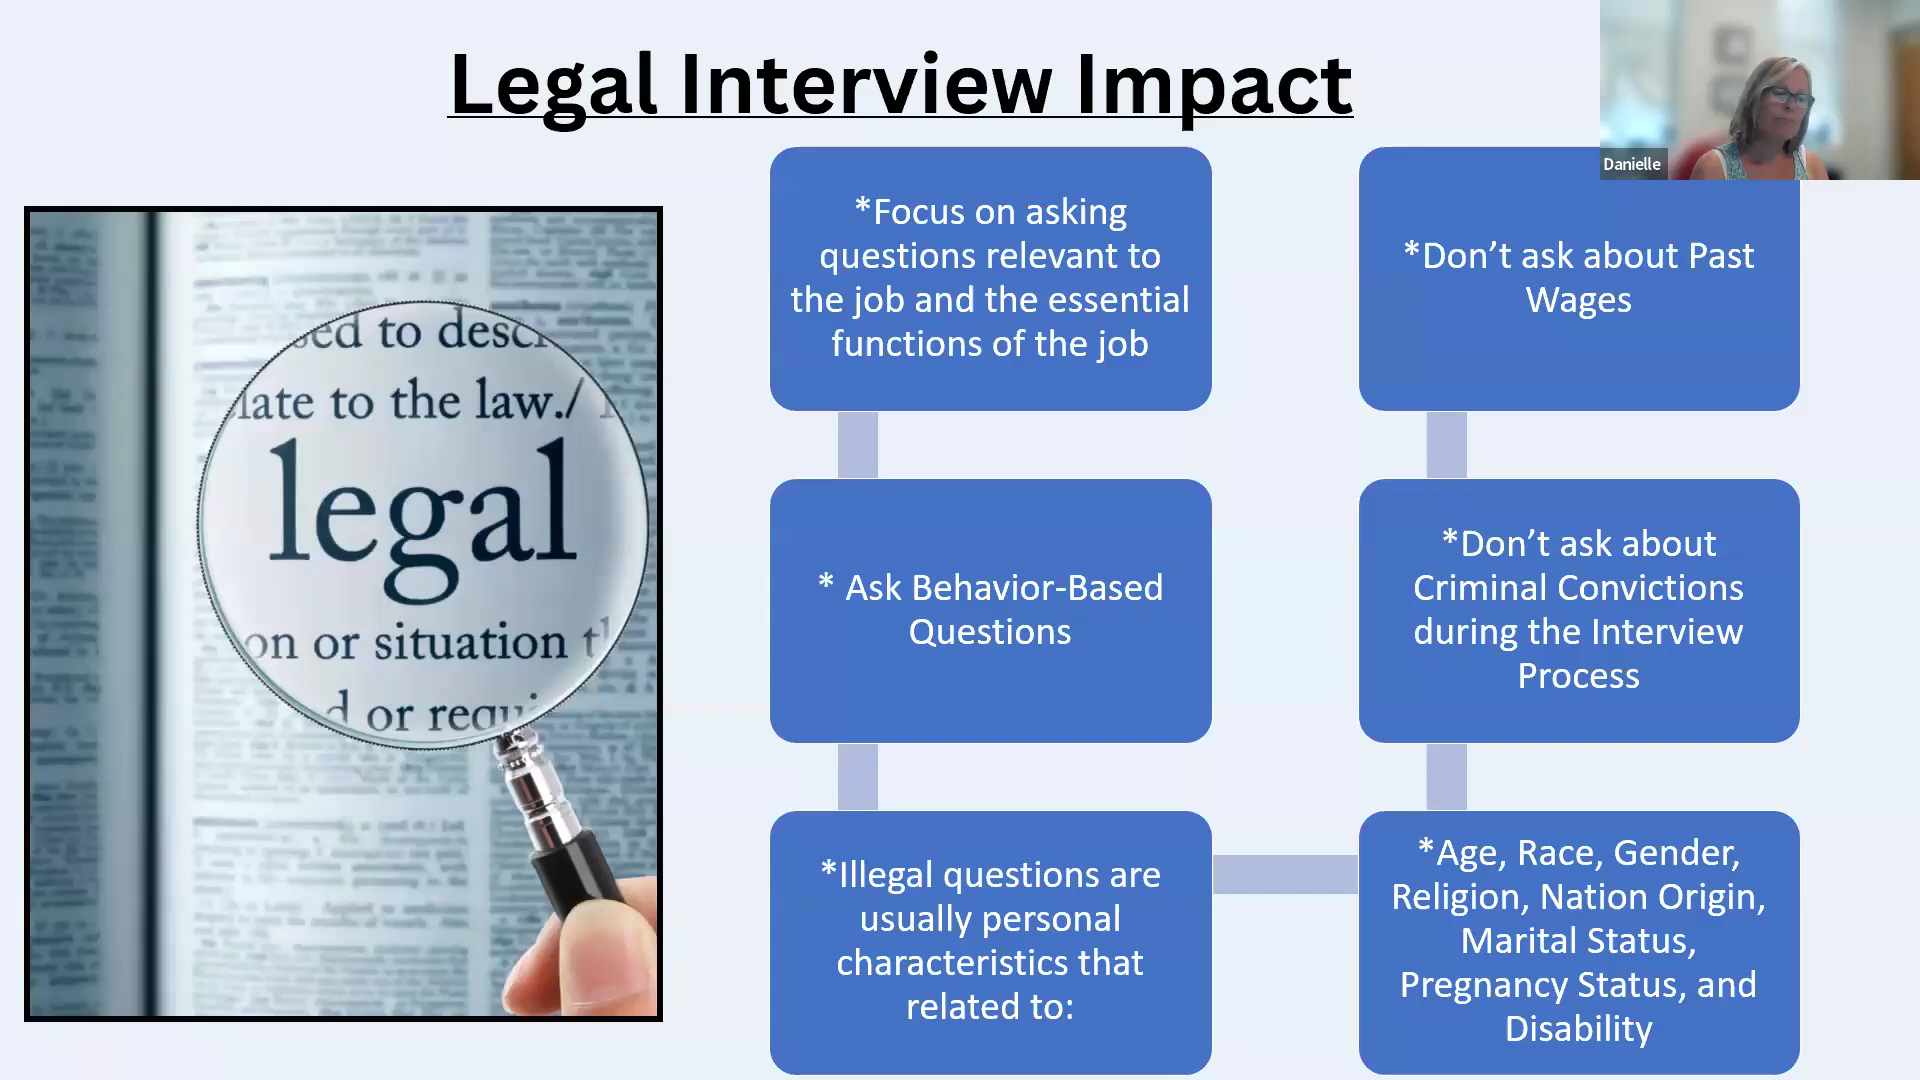 Legal Interview Impact
Danielle
*Focus on asking
questions relevant to
the job and the essential
functions of the job
* Ask Behavior-Based
Questions
*Illegal questions are
usually personal
characteristics that
related to:
*Age, Race, Gender,
Religion, Nation Origin,
Marital Status,
Pregnancy Status, and
Disability
*Don’t ask about
Criminal Convictions
during the Interview
Process
*Don’t ask about Past
Wages
to
late to the law./
legal
on or situation
d or requi